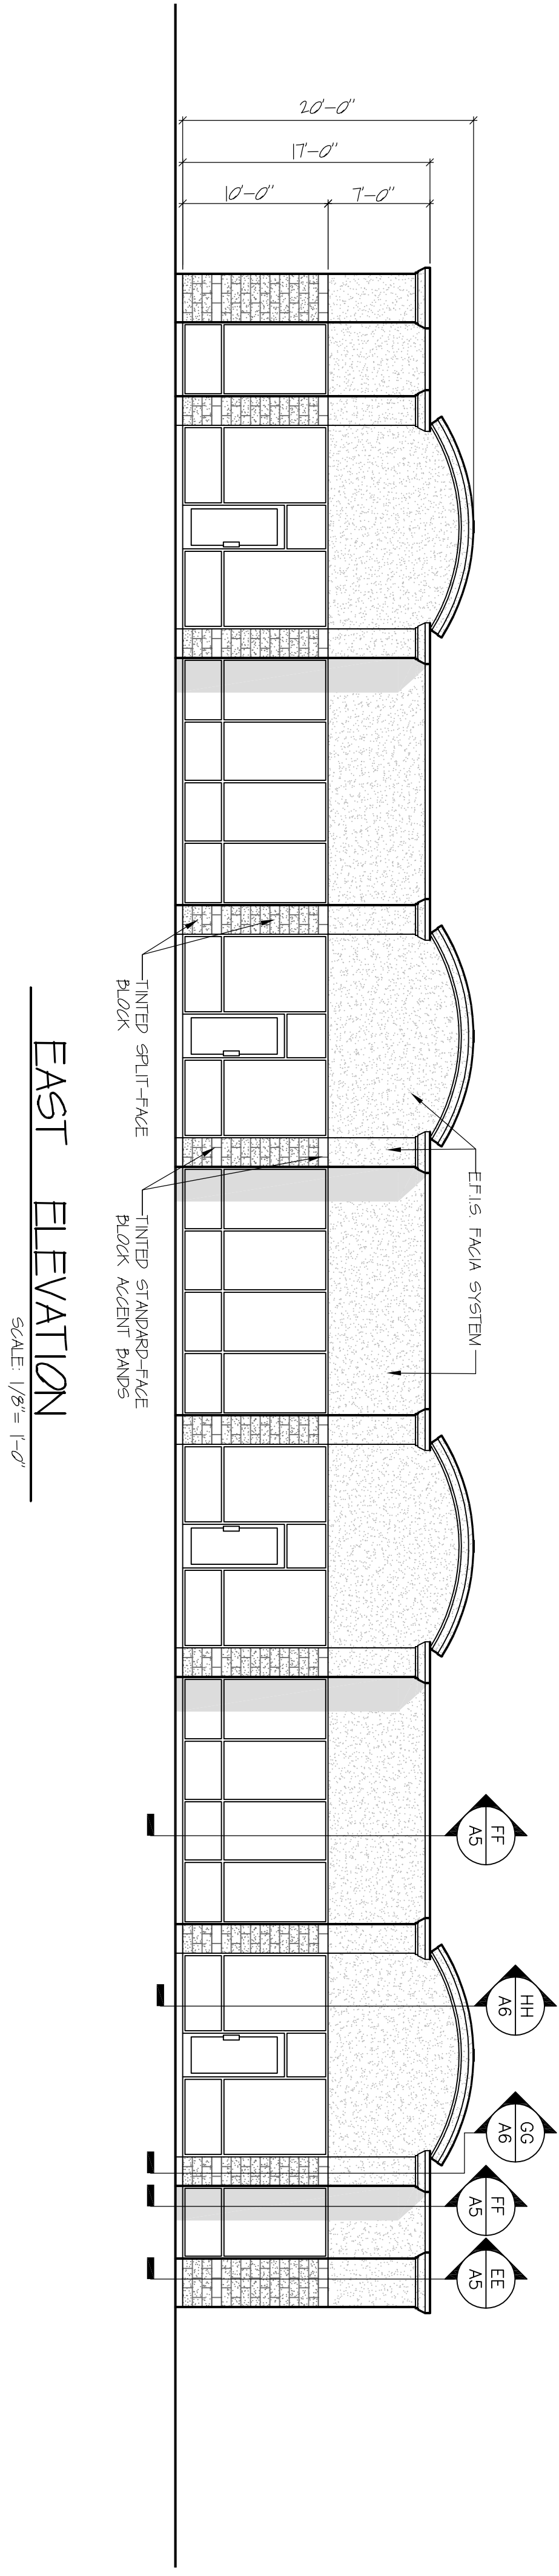 20'-0"
17'-0"
10'-0"
7'-0"
FF
A5
HH
A6
GG
A6
FF
A5
EE
A5
E.F.I.S. FACIA SYSTEM
TINTED SPLIT-FACE
BLOCK
TINTED STANDARD-FACE
BLOCK ACCENT BANDS
EAST ELEVATION
SCALE: 1/8"= 1'-0"